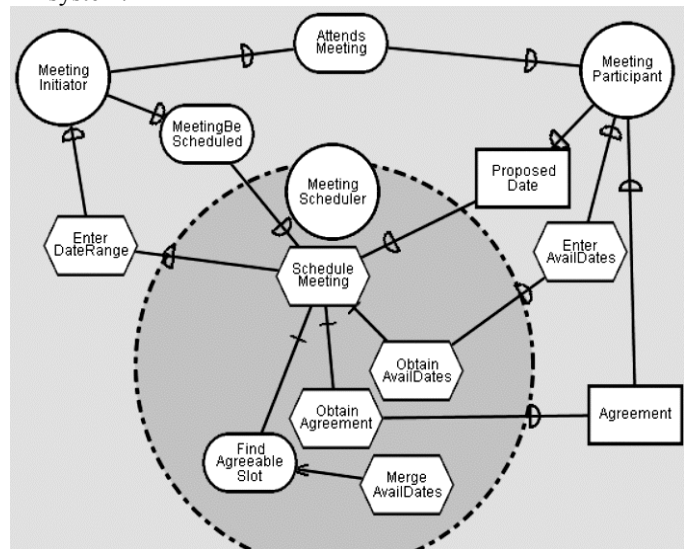 system.
Attends
Meeting
Meeting
Initiator
Meeting
Participant
MeetingBe
Scheduled
Meeting
Scheduler
Proposed
Date
Enter
DateRange
Schedule
Meeting
Enter
AvailDates
Obtain
AvailDates
Obtain
Agreement
Agreement
Find
Agreeable
Slot
Merge
AvailDates